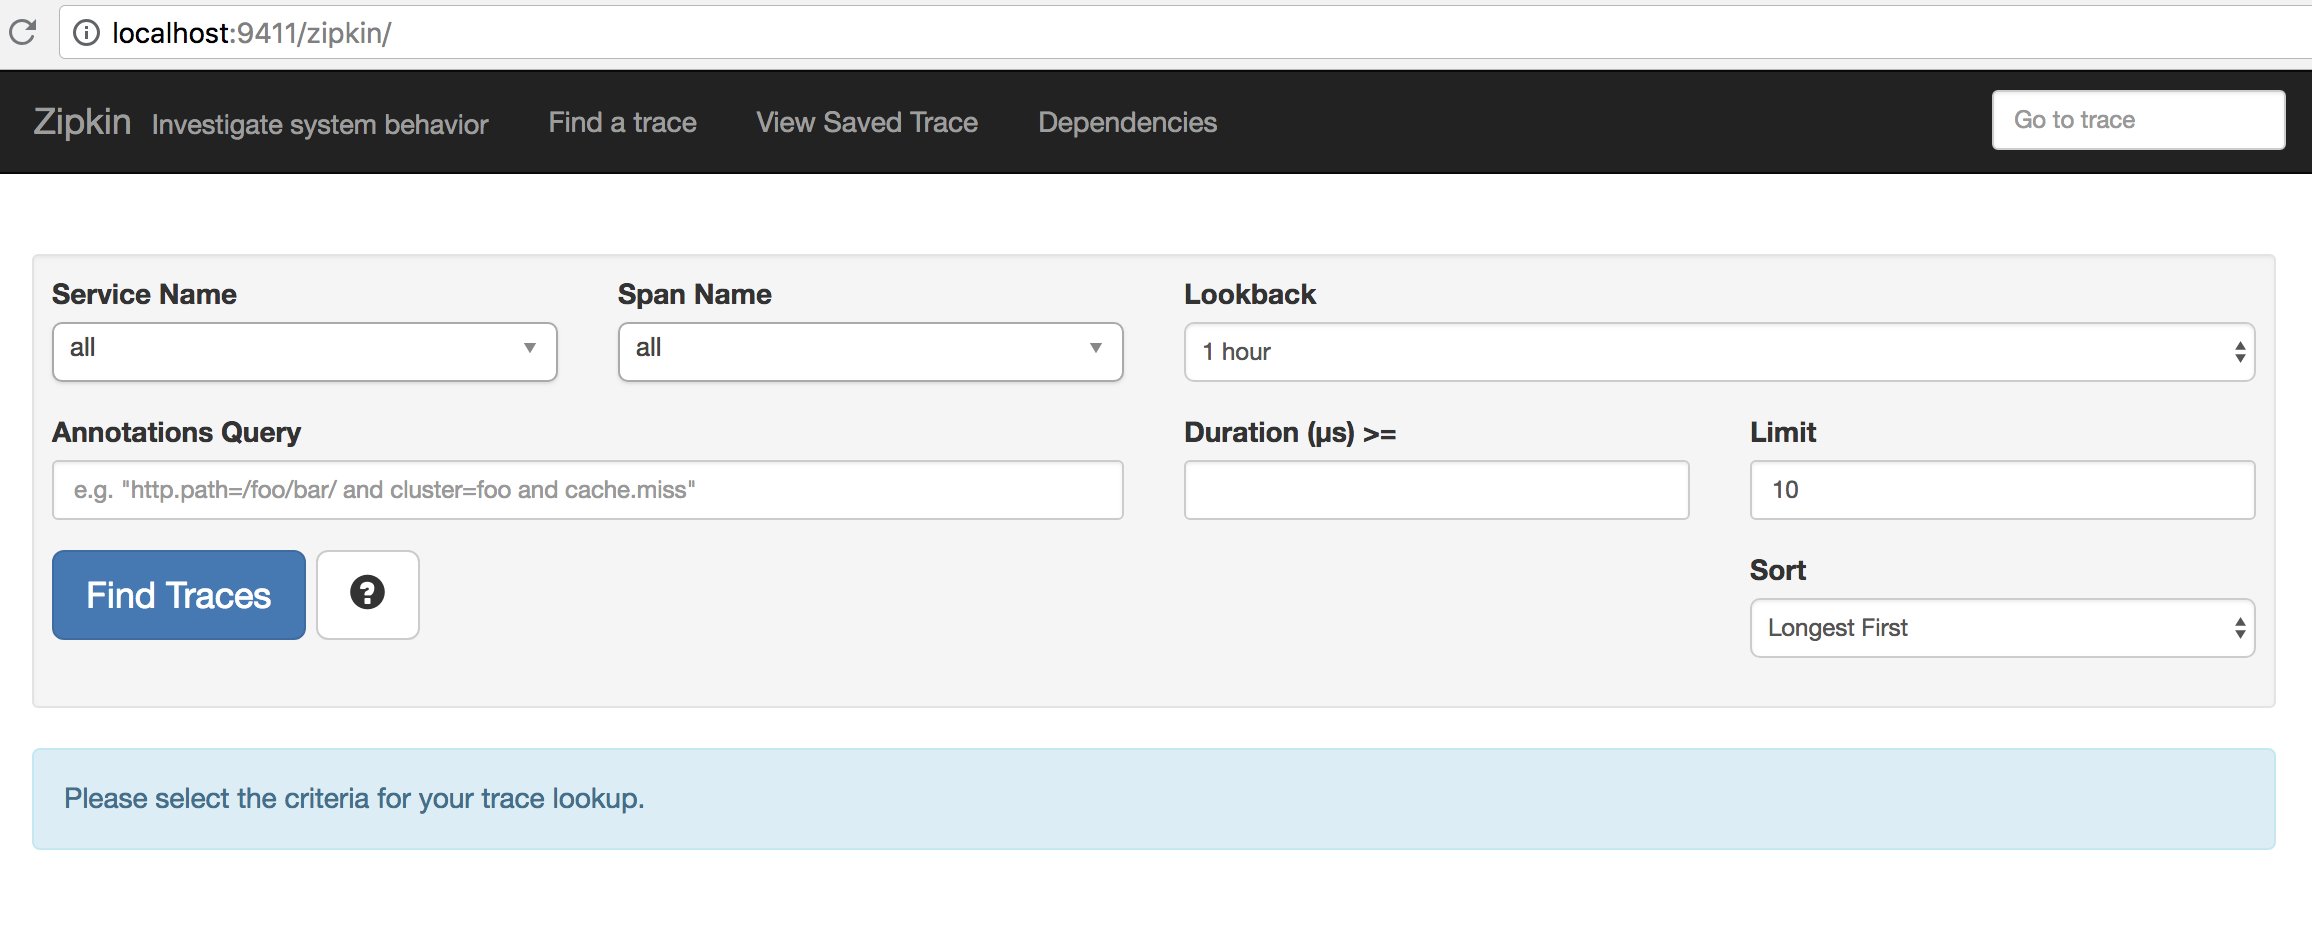 localhost:9411/zipkin/
Zipkin Investigate system behavior Find a trace View Saved Trace Dependencies Go to trace
Service Name Span Name Lookback
all all 1 hour
Annotations Query Duration (µs) >= Limit
e.g. "http.path=/foo/bar/ and cluster=foo and cache.miss" 10
Find Traces ?
Sort
Longest First
Please select the criteria for your trace lookup.